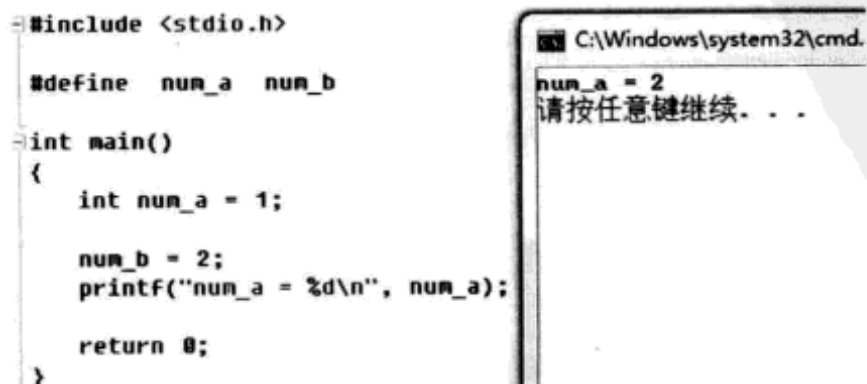 #include <stdio.h>
#define num_a num_b
int main()
{
int num_a = 1;
num_b = 2;
printf("num_a = %d\n", num_a);
return 0;
}
C:\Windows\system32\cmd.
num_a = 2
请按任意键继续. . .